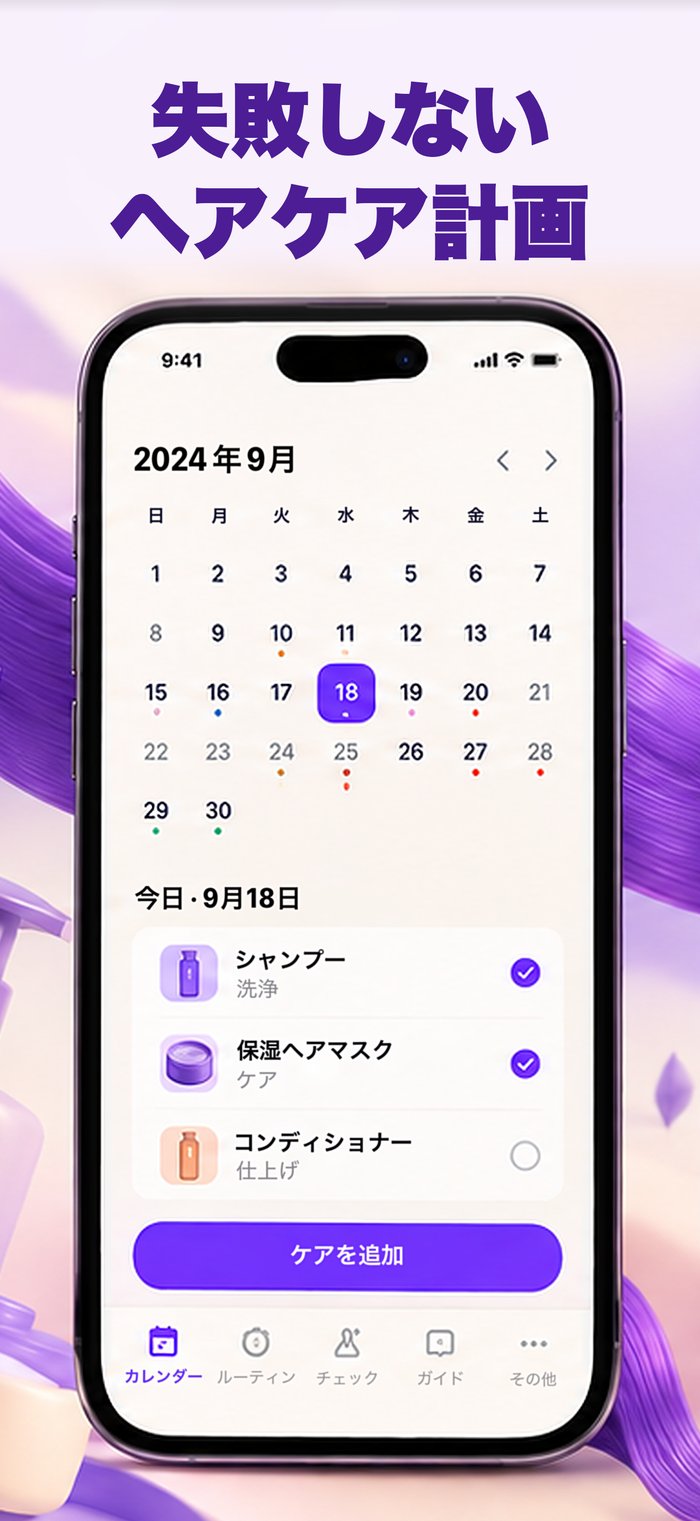 失敗しない
ヘアケア計画
9:41
2024年9月
日 月 火 水 木 金 土
1 2 3 4 5 6 7
8 9 10 11 12 13 14
15 16 17 18 19 20 21
22 23 24 25 26 27 28
29 30
今日·9月18日
シャンプー
洗浄
保湿ヘアマスク
ケア
コンディショナー
仕上げ
ケアを追加
カレンダー ルーティン チェック ガイド その他